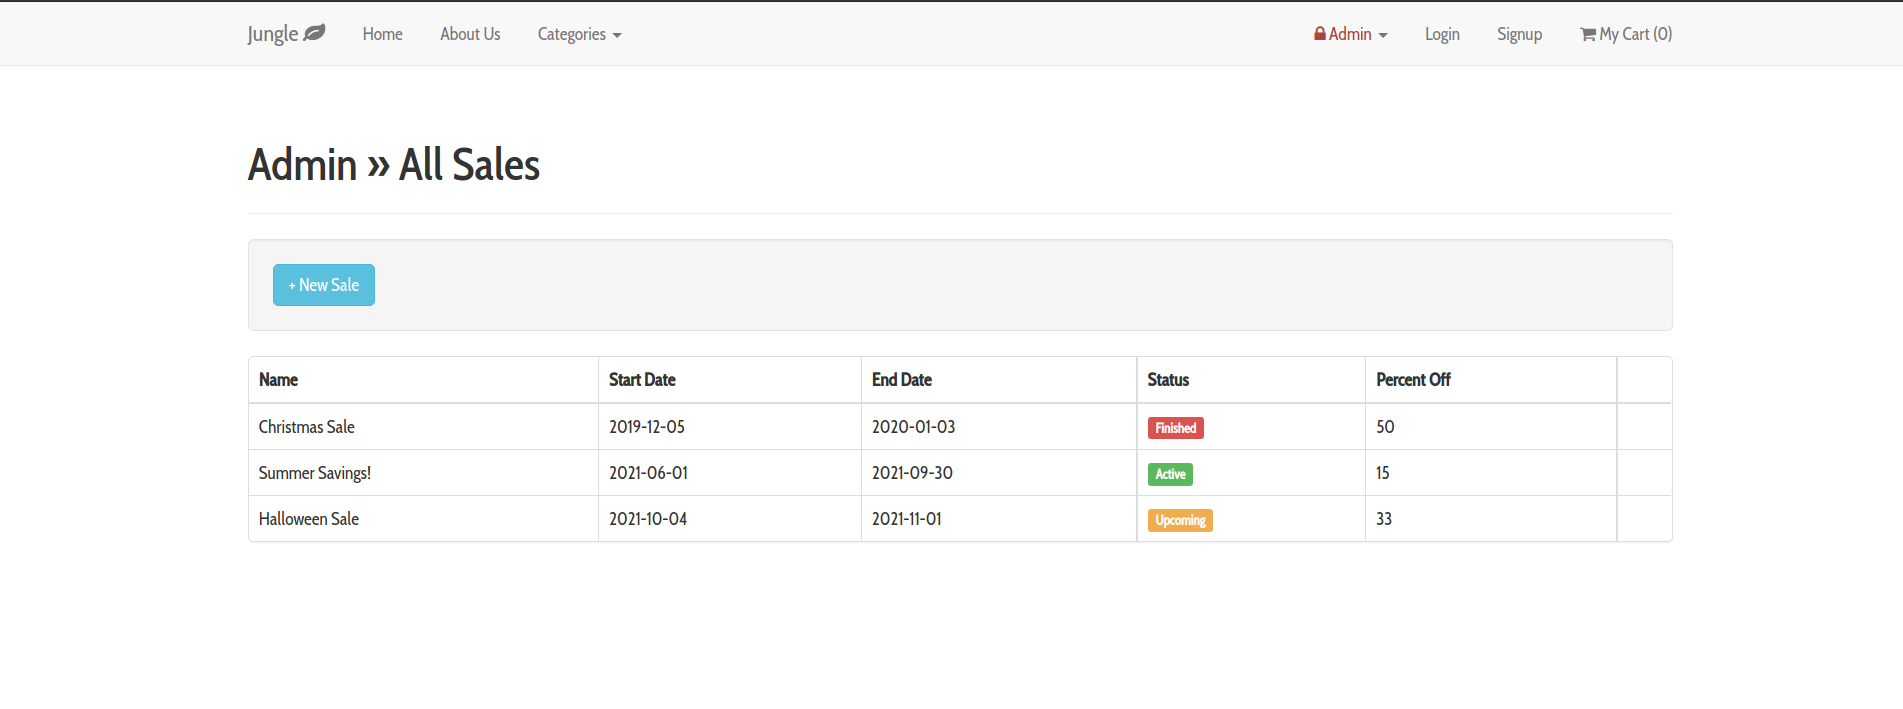 Jungle Home About Us Categories Admin Login Signup My Cart (0)
Admin » All Sales
+ New Sale
Name Start Date End Date Status Percent Off
Christmas Sale 2019-12-05 2020-01-03 Finished 50
Summer Savings! 2021-06-01 2021-09-30 Active 15
Halloween Sale 2021-10-04 2021-11-01 Upcoming 33